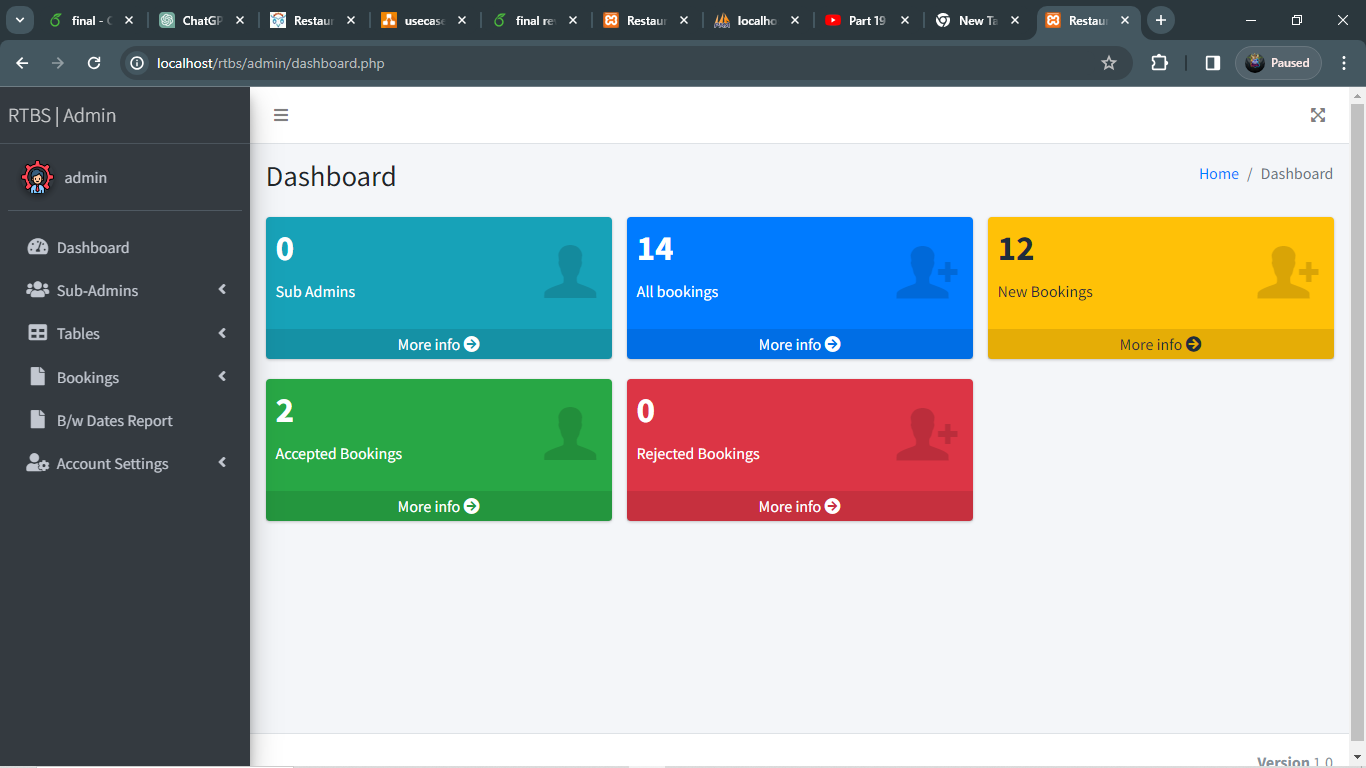 final - C
ChatGP
Restaur
usecase
final re
Restaur
localho
Part 19
New Ta
Restaur
localhost/rtbs/admin/dashboard.php
Paused
RTBS | Admin
admin
Dashboard
Sub-Admins
Tables
Bookings
B/w Dates Report
Account Settings
Dashboard
Home / Dashboard
0
Sub Admins
More info
14
All bookings
More info
12
New Bookings
More info
2
Accepted Bookings
More info
0
Rejected Bookings
More info
Version 1.0